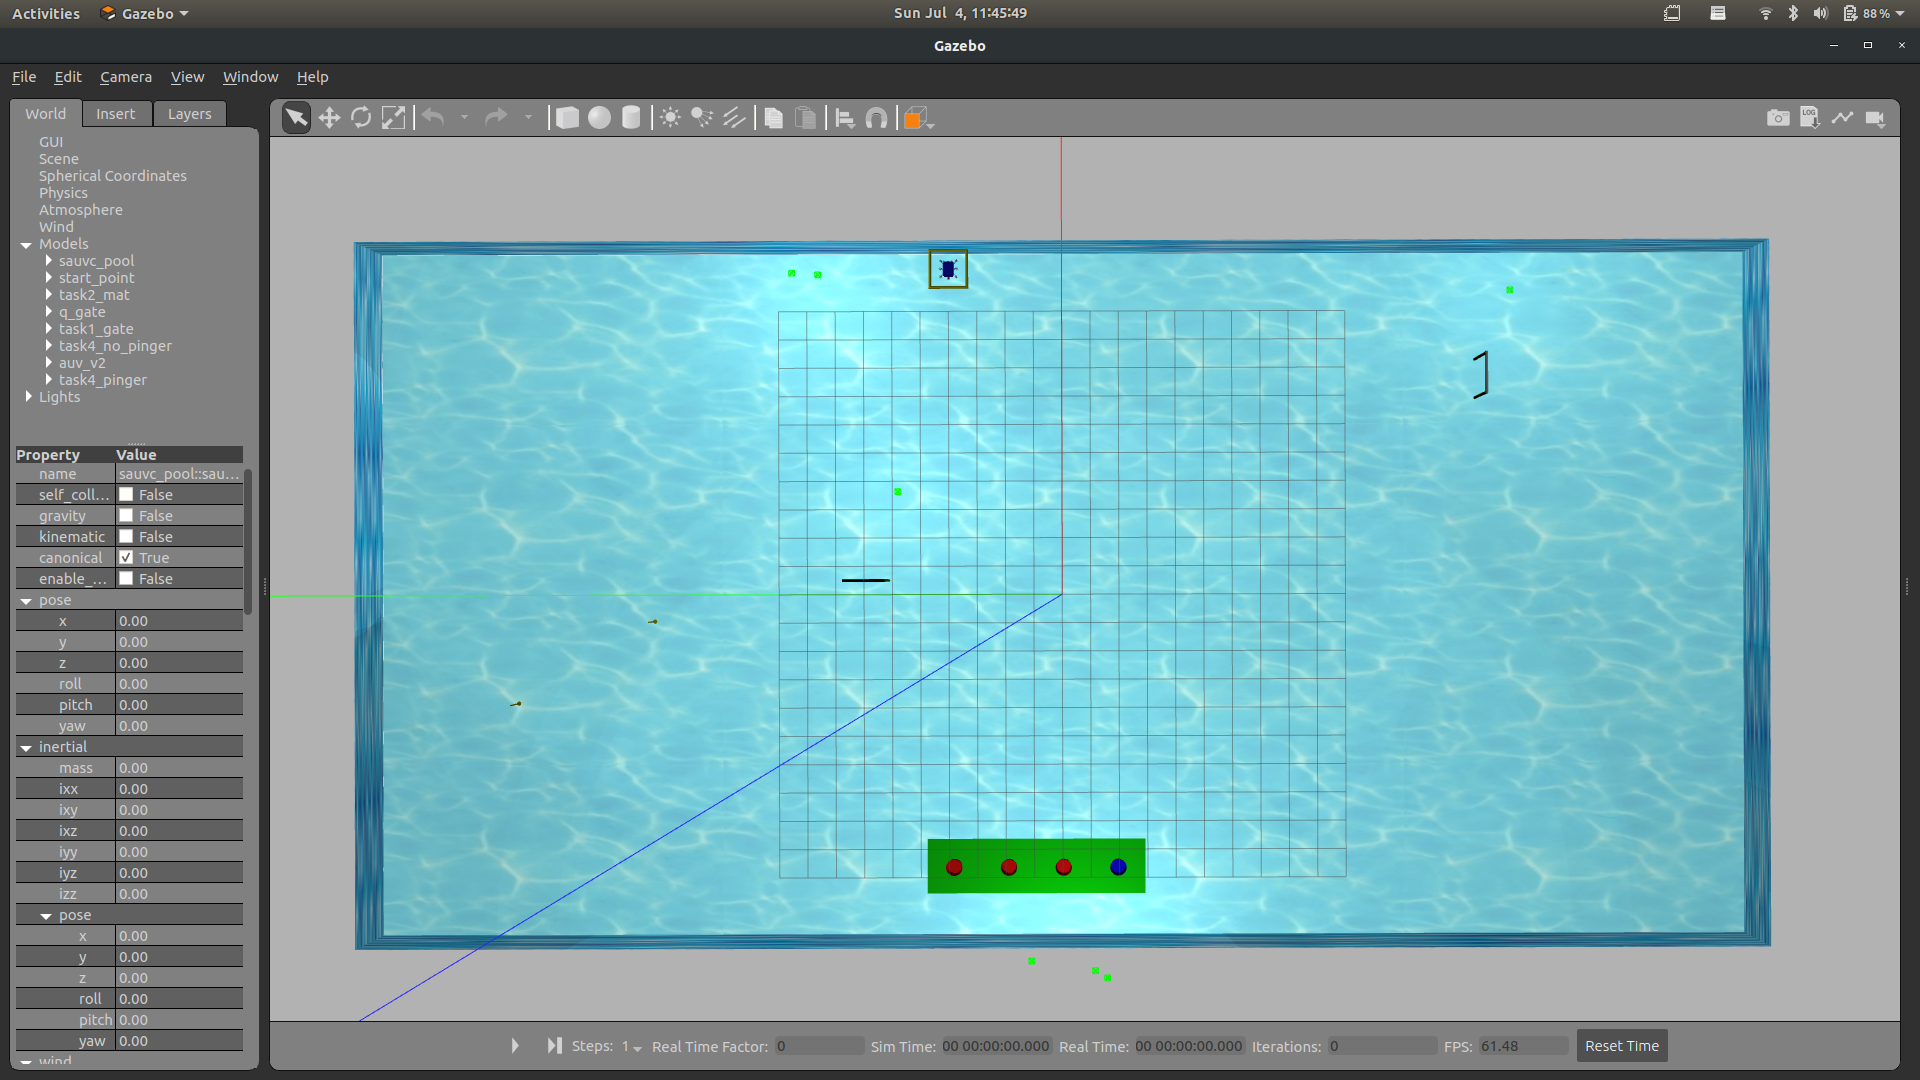 Activities Gazebo Sun Jul 4, 11:45:49 88 %
Gazebo
File Edit Camera View Window Help
World Insert Layers
LOG
GUI
Scene
Spherical Coordinates
Physics
Atmosphere
Wind
Models
sauvc_pool
start_point
task2_mat
q_gate
task1_gate
task4_no_pinger
auv_v2
task4_pinger
Lights
Property Value
name sauvc_pool::sau...
self_coll... False
gravity False
kinematic False
canonical True
enable_... False
pose
x 0.00
y 0.00
z 0.00
roll 0.00
pitch 0.00
yaw 0.00
inertial
mass 0.00
ixx 0.00
ixy 0.00
ixz 0.00
iyy 0.00
iyz 0.00
izz 0.00
pose
x 0.00
y 0.00
z 0.00
roll 0.00
pitch 0.00
yaw 0.00
wind
Steps: 1 Real Time Factor: 0 Sim Time: 00 00:00:00.000 Real Time: 00 00:00:00.000 Iterations: 0 FPS: 61.48 Reset Time